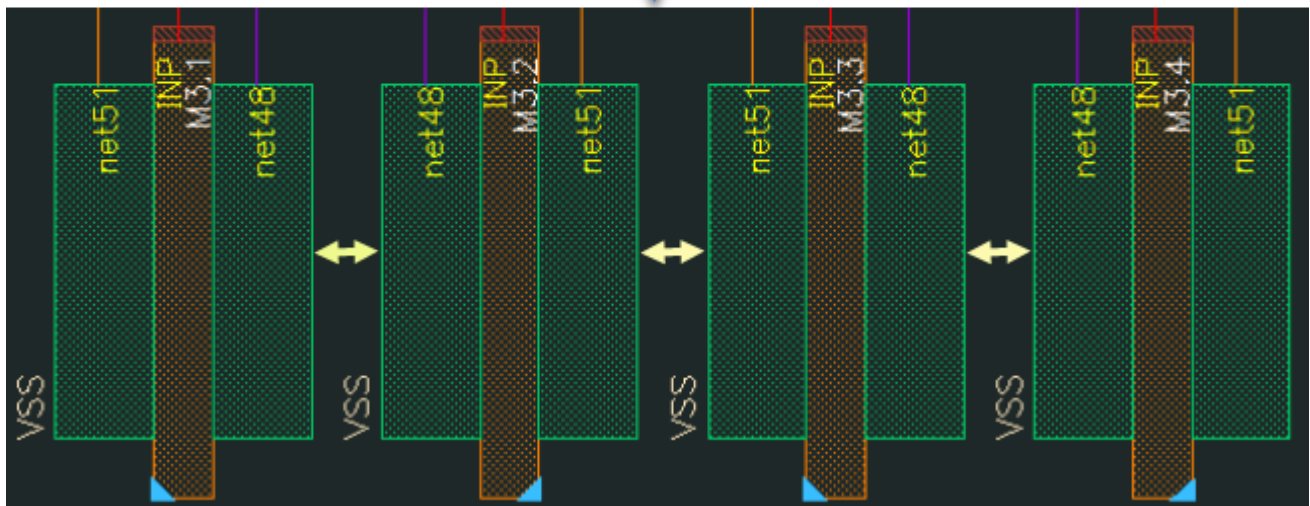 net51
INP
M3.1
net48
VSS
net48
INP
M3.2
net51
VSS
net51
INP
M3.3
net48
VSS
net48
INP
M3.4
net51
VSS